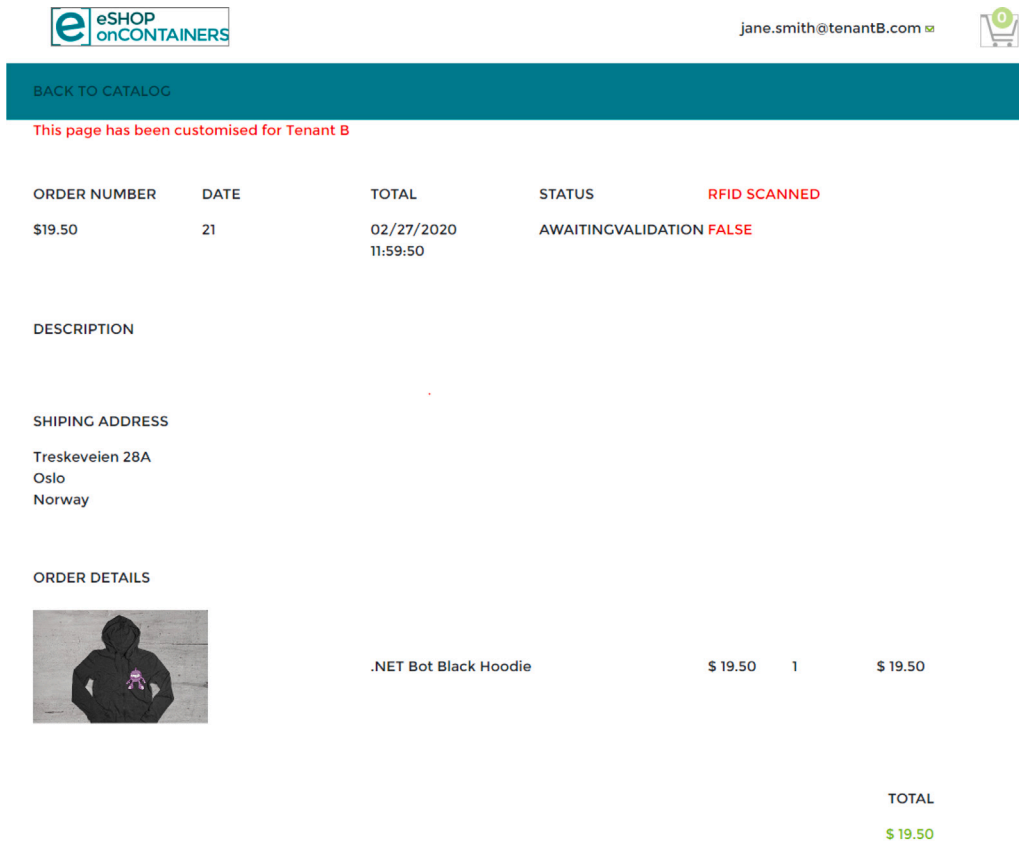 eSHOP
onCONTAINERS
jane.smith@tenantB.com
0
BACK TO CATALOG
This page has been customised for Tenant B
ORDER NUMBER DATE TOTAL STATUS RFID SCANNED
$19.50 21 02/27/2020 AWAITINGVALIDATION FALSE
11:59:50
DESCRIPTION
SHIPING ADDRESS
Treskeveien 28A
Oslo
Norway
ORDER DETAILS
.NET Bot Black Hoodie $ 19.50 1 $ 19.50
TOTAL
$ 19.50